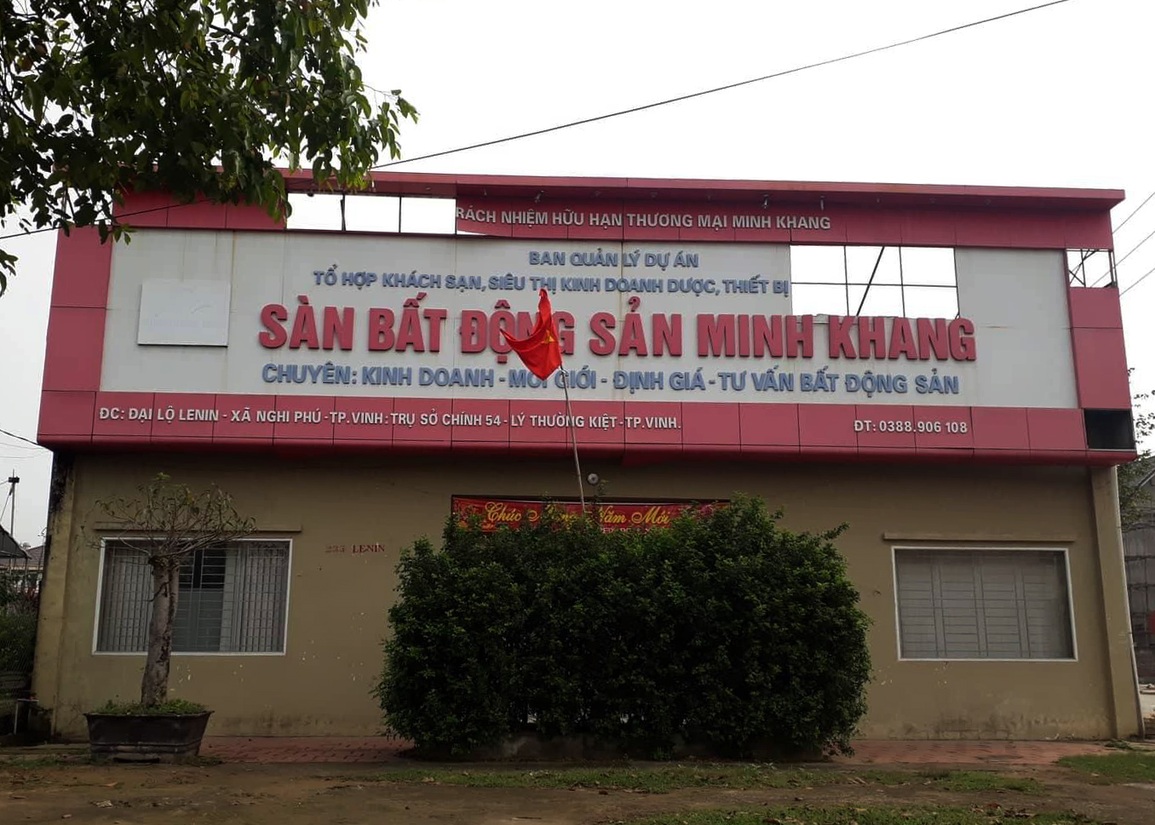 RÁCH NHIỆM HỮU HẠN THƯƠNG MẠI MINH KHANG
BAN QUẢN LÝ DỰ ÁN
TỔ HỢP KHÁCH SẠN, SIÊU THỊ KINH DOANH DƯỢC, THIẾT BỊ
SÀN BẤT ĐỘNG SẢN MINH KHANG
CHUYÊN: KINH DOANH - MÔI GIỚI - ĐỊNH GIÁ - TƯ VẤN BẤT ĐỘNG SẢN
ĐC: ĐẠI LỘ LENIN - XÃ NGHI PHÚ - TP.VINH: TRỤ SỞ CHÍNH 54 - LÝ THƯỜNG KIỆT - TP.VINH.
ĐT: 0388.906 108
Chúc Năm Mới
233 LENIN